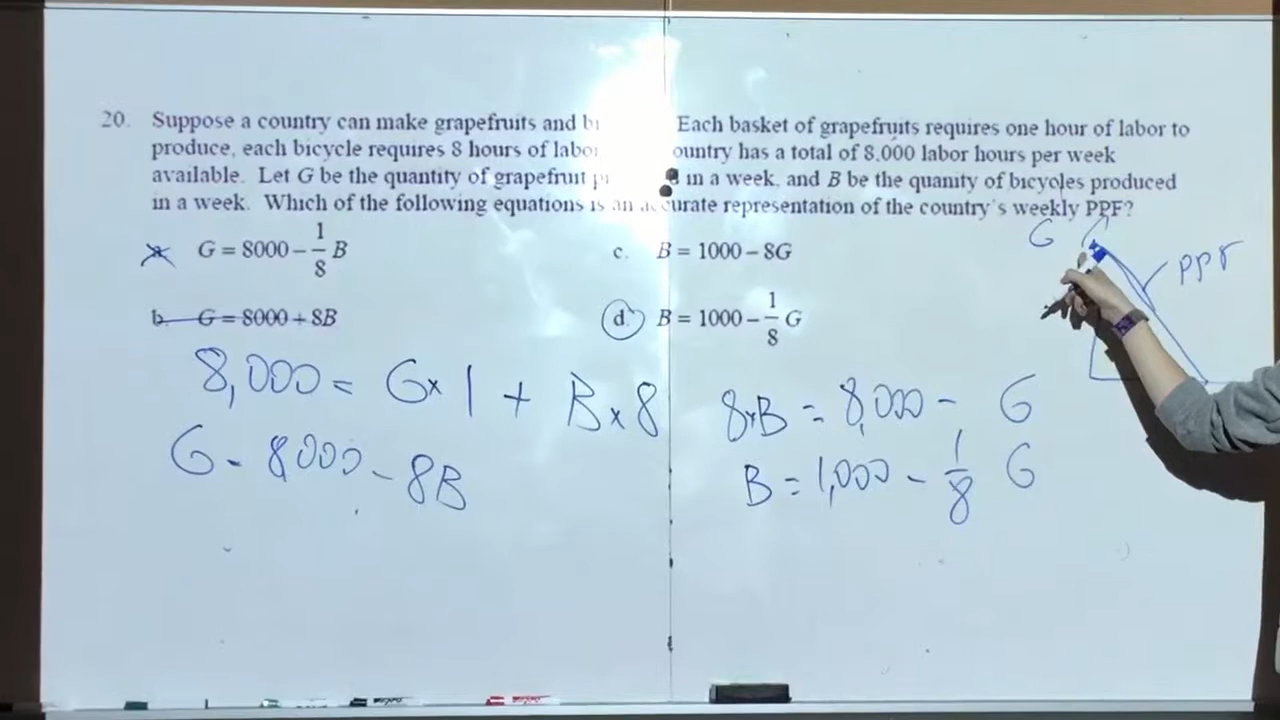 20. Suppose a country can make grapefruits and Each basket of grapefruits requires one hour of labor to
produce, each bicycle requires 8 hours of country has a total of 8,000 labor hours per week
available. Let G be the quantity of grapefruit in a week, and B be the quanity of bicycles produced
in a week. Which of the following equations is an accurate representation of the country's weekly PPF?
a. G = 8000 - 1/8 B
b. G = 8000 + 8B
c. B = 1000 - 8G
d. B = 1000 - 1/8 G
8,000 = G x 1 + B x 8
G = 8,000 - 8B
8xB = 8,000 - G
B = 1,000 - 1/8 G
G
PPF